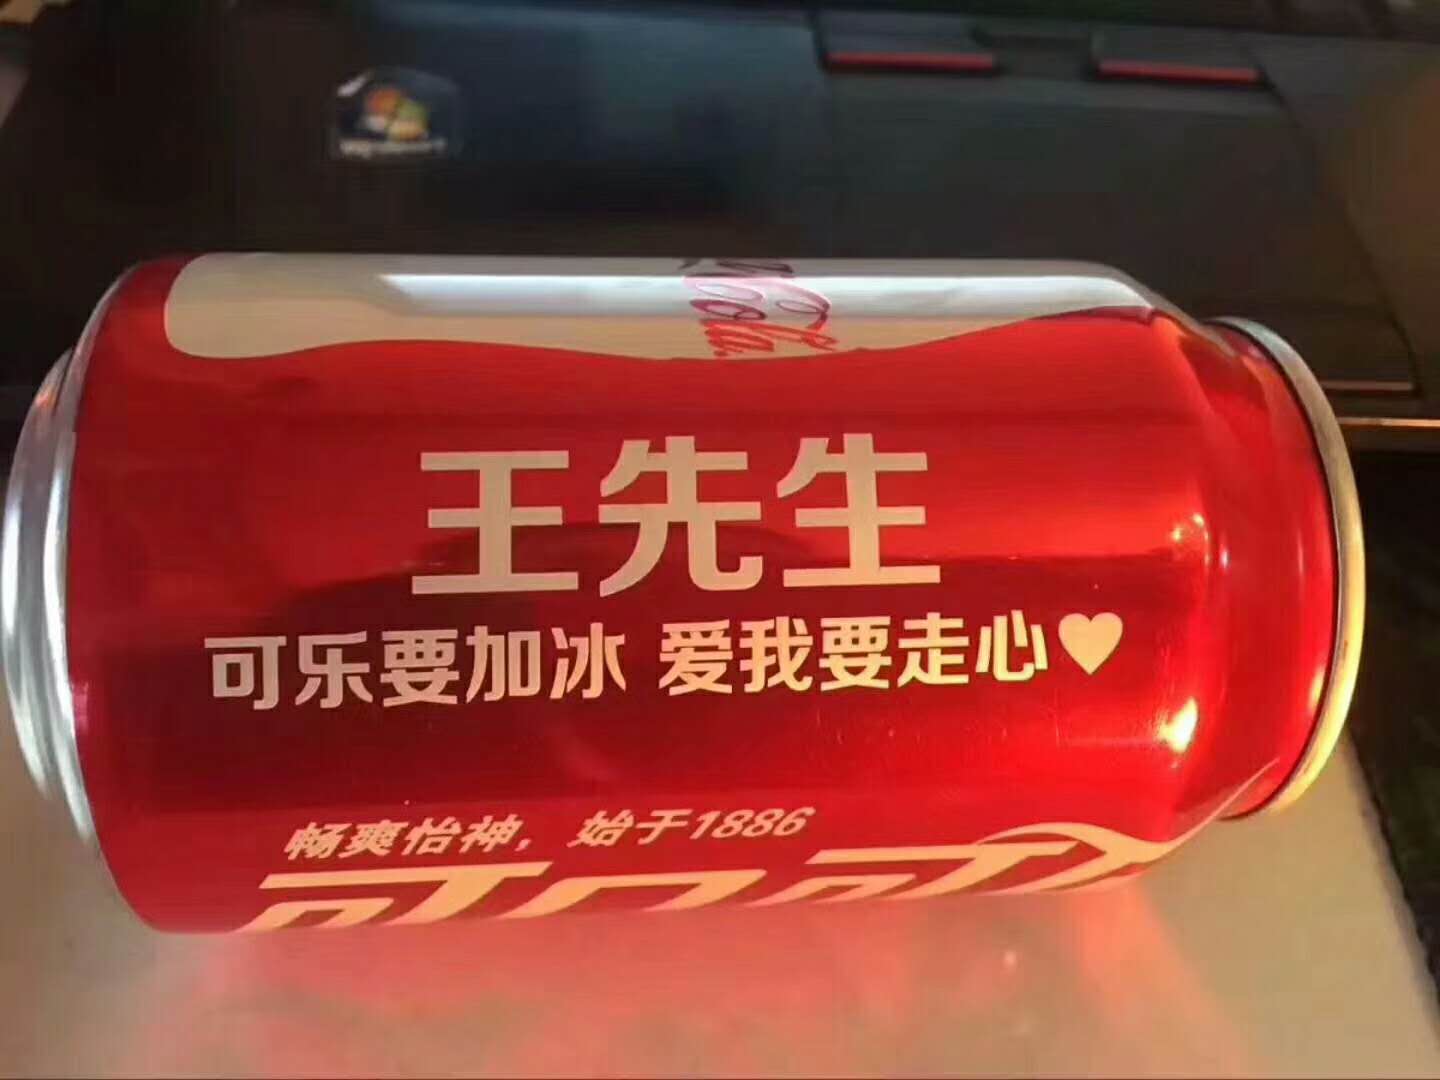 Cola
王先生
可乐要加冰 爱我要走心♥
畅爽怡神，始于1886